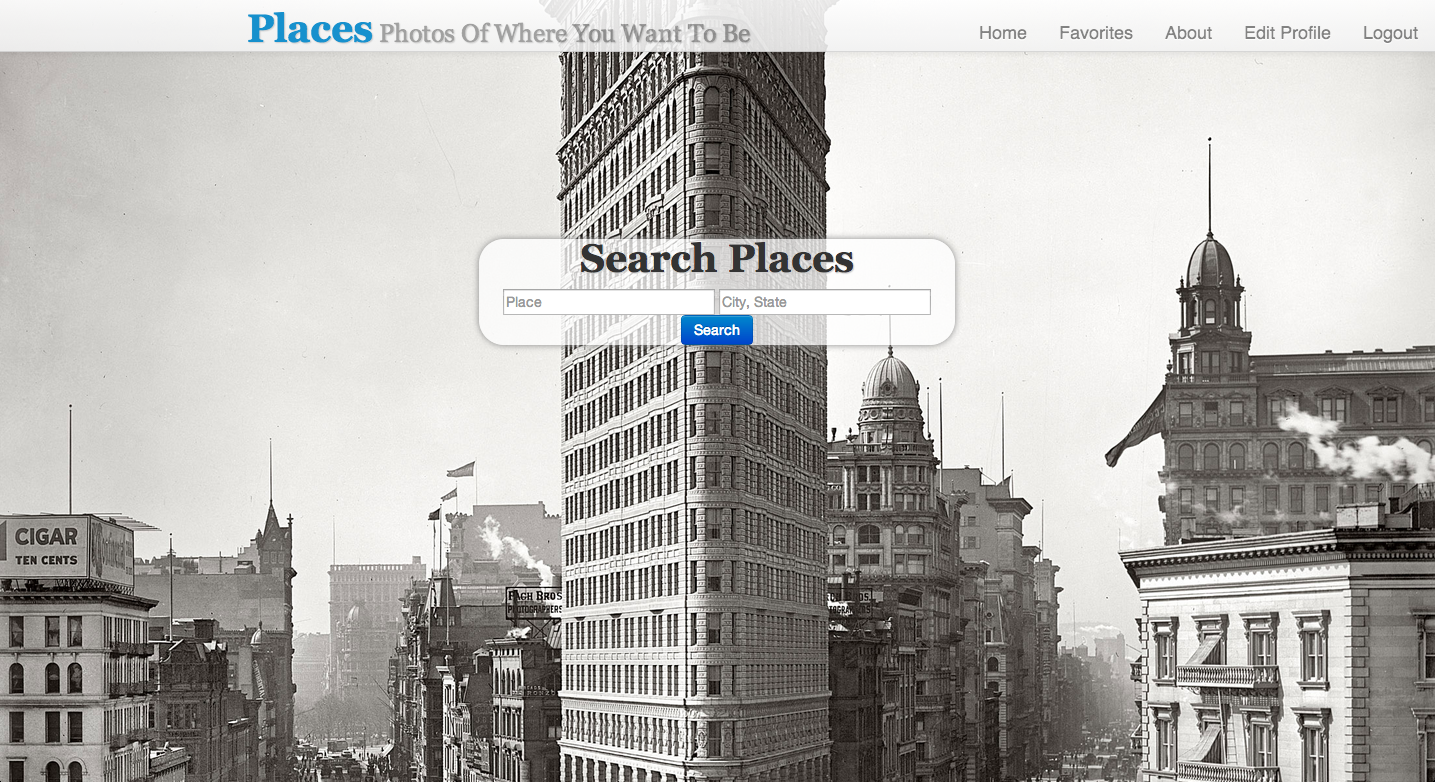 Places Photos Of Where You Want To Be
Home Favorites About Edit Profile Logout
Search Places
Place City, State
Search
CIGAR
TEN CENTS
PACH BROS
PHOTOGRAPHERS